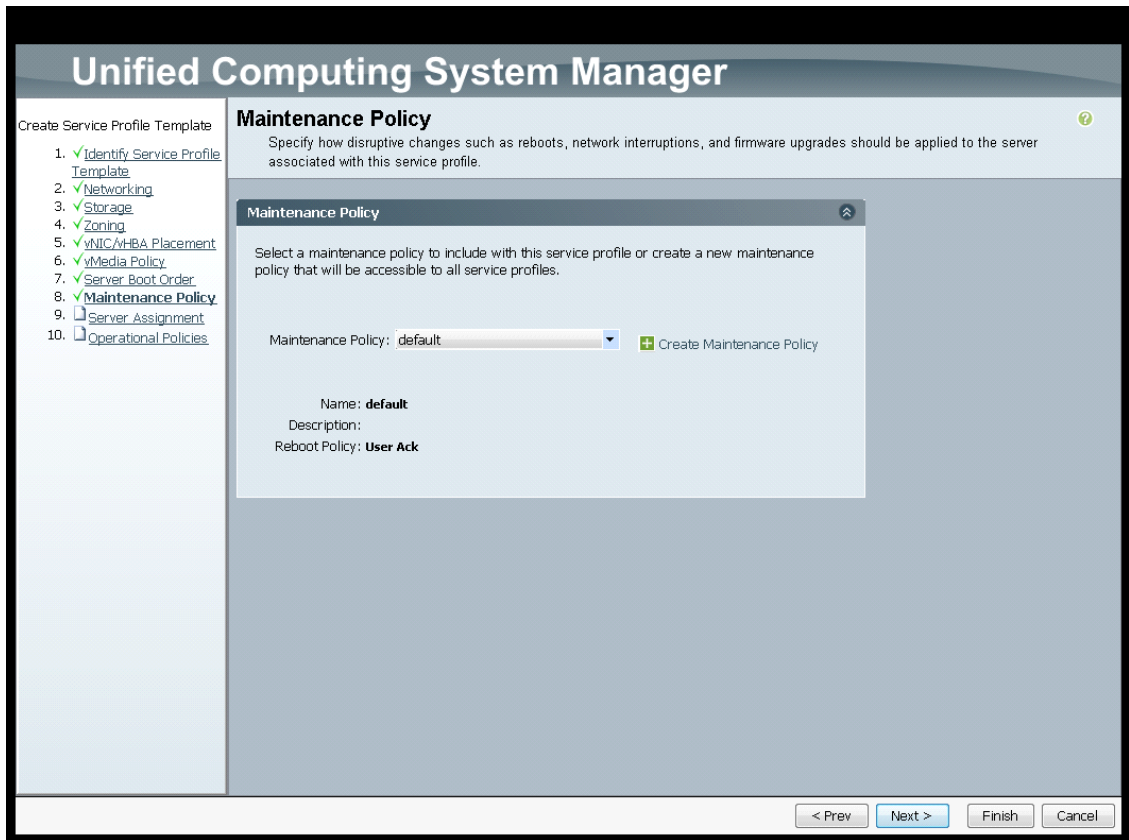 Unified Computing System Manager
Create Service Profile Template
1. Identify Service Profile
Template
2. Networking
3. Storage
4. Zoning
5. vNIC/vHBA Placement
6. vMedia Policy
7. Server Boot Order
8. Maintenance Policy
9. Server Assignment
10. Operational Policies
Maintenance Policy
Specify how disruptive changes such as reboots, network interruptions, and firmware upgrades should be applied to the server
associated with this service profile.
Maintenance Policy
Select a maintenance policy to include with this service profile or create a new maintenance
policy that will be accessible to all service profiles.
Maintenance Policy: default
Create Maintenance Policy
Name: default
Description:
Reboot Policy: User Ack
< Prev
Next >
Finish
Cancel